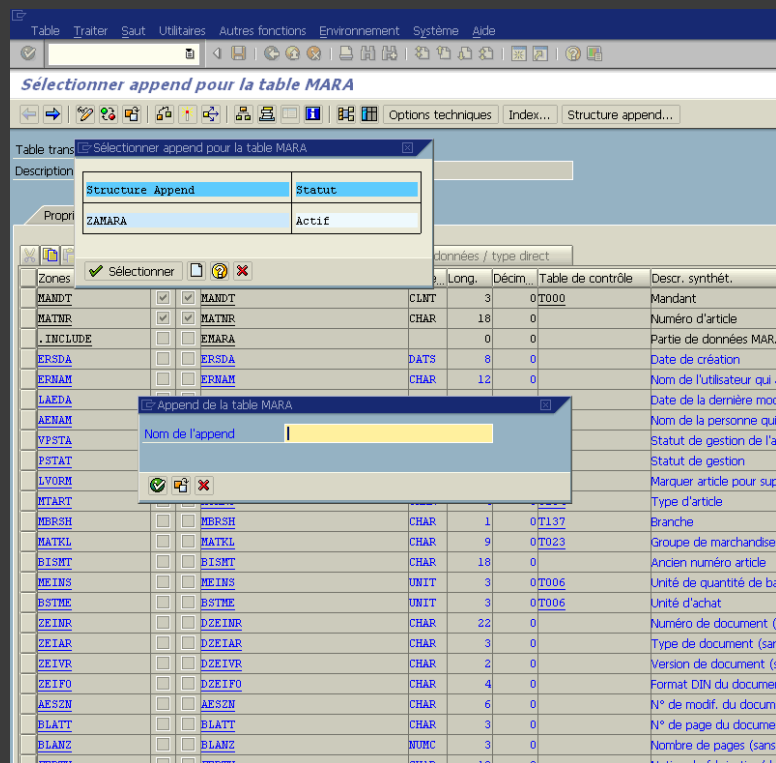 Table Traiter Saut Utilitaires Autres fonctions Environnement Système Aide
Sélectionner append pour la table MARA
Options techniques Index... Structure append...
Table trans
Description
Sélectionner append pour la table MARA
Structure Append Statut
ZAMARA Actif
Sélectionner
Propri
données / type direct
Zones Long. Décim... Table de contrôle Descr. synthét.
MANDT MANDT CLNT 3 0 T000 Mandant
MATNR MATNR CHAR 18 0 Numéro d'article
.INCLUDE EMARA 0 0 Partie de données MAR
ERSDA ERSDA DATS 8 0 Date de création
ERNAM ERNAM CHAR 12 0 Nom de l'utilisateur qui
LAEDA Date de la dernière mod
AENAM Nom de la personne qui
VPSTA Statut de gestion de l'a
PSTAT Statut de gestion
LVORM Marquer article pour sup
Append de la table MARA
Nom de l'append
MTART Type d'article
MBRSH MBRSH CHAR 1 0 T137 Branche
MATKL MATKL CHAR 9 0 T023 Groupe de marchandise
BISMT BISMT CHAR 18 0 Ancien numéro article
MEINS MEINS UNIT 3 0 T006 Unité de quantité de ba
BSTME BSTME UNIT 3 0 T006 Unité d'achat
ZEINR DZEINR CHAR 22 0 Numéro de document (
ZEIAR DZEIAR CHAR 3 0 Type de document (san
ZEIVR DZEIVR CHAR 2 0 Version de document (s
ZEIFO DZEIFO CHAR 4 0 Format DIN du documen
AESZN AESZN CHAR 6 0 N° de modif. du docum
BLATT BLATT CHAR 3 0 N° de page du docume
BLANZ BLANZ NUMC 3 0 Nombre de pages (sans